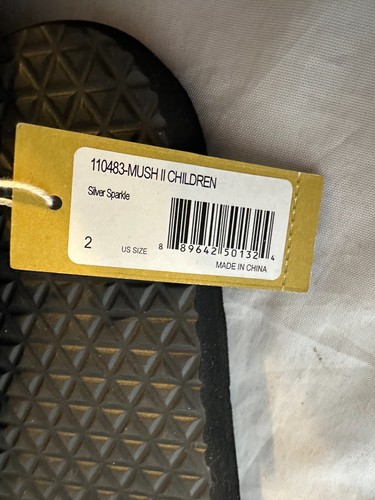 110483-MUSH II CHILDREN
Silver Sparkle
2 US SIZE
8 89642 50132 4
MADE IN CHINA